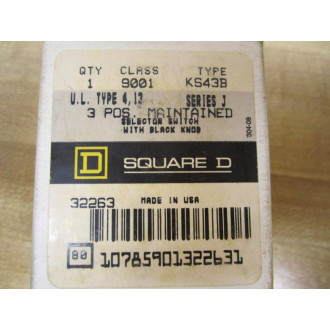 QTY CLASS TYPE
1 9001 KS43B
U.L. TYPE 4,13 SERIES J
3 POS. MAINTAINED
SELECTOR SWITCH
WITH BLACK KNOB
D SQUARE D
32263 MADE IN USA
80 10785901322631